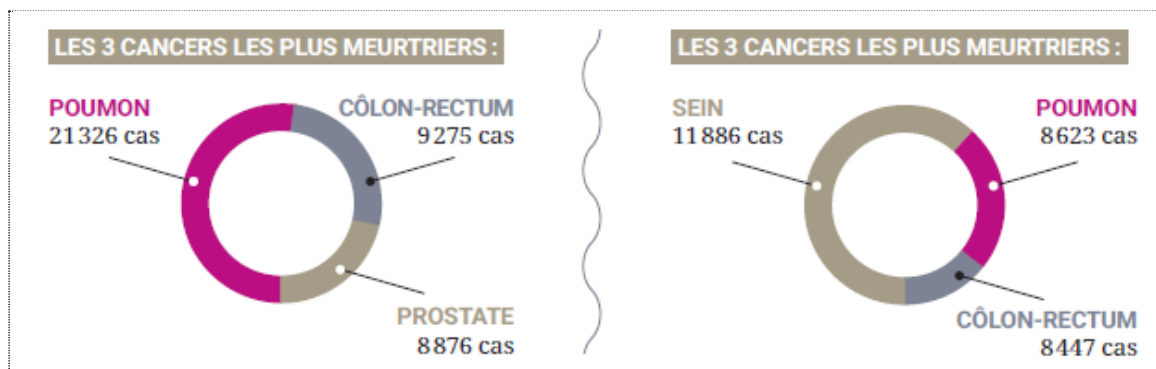 LES 3 CANCERS LES PLUS MEURTRIERS :
POUMON
21 326 cas
CÔLON-RECTUM
9 275 cas
PROSTATE
8 876 cas
LES 3 CANCERS LES PLUS MEURTRIERS :
SEIN
11 886 cas
POUMON
8 623 cas
CÔLON-RECTUM
8 447 cas